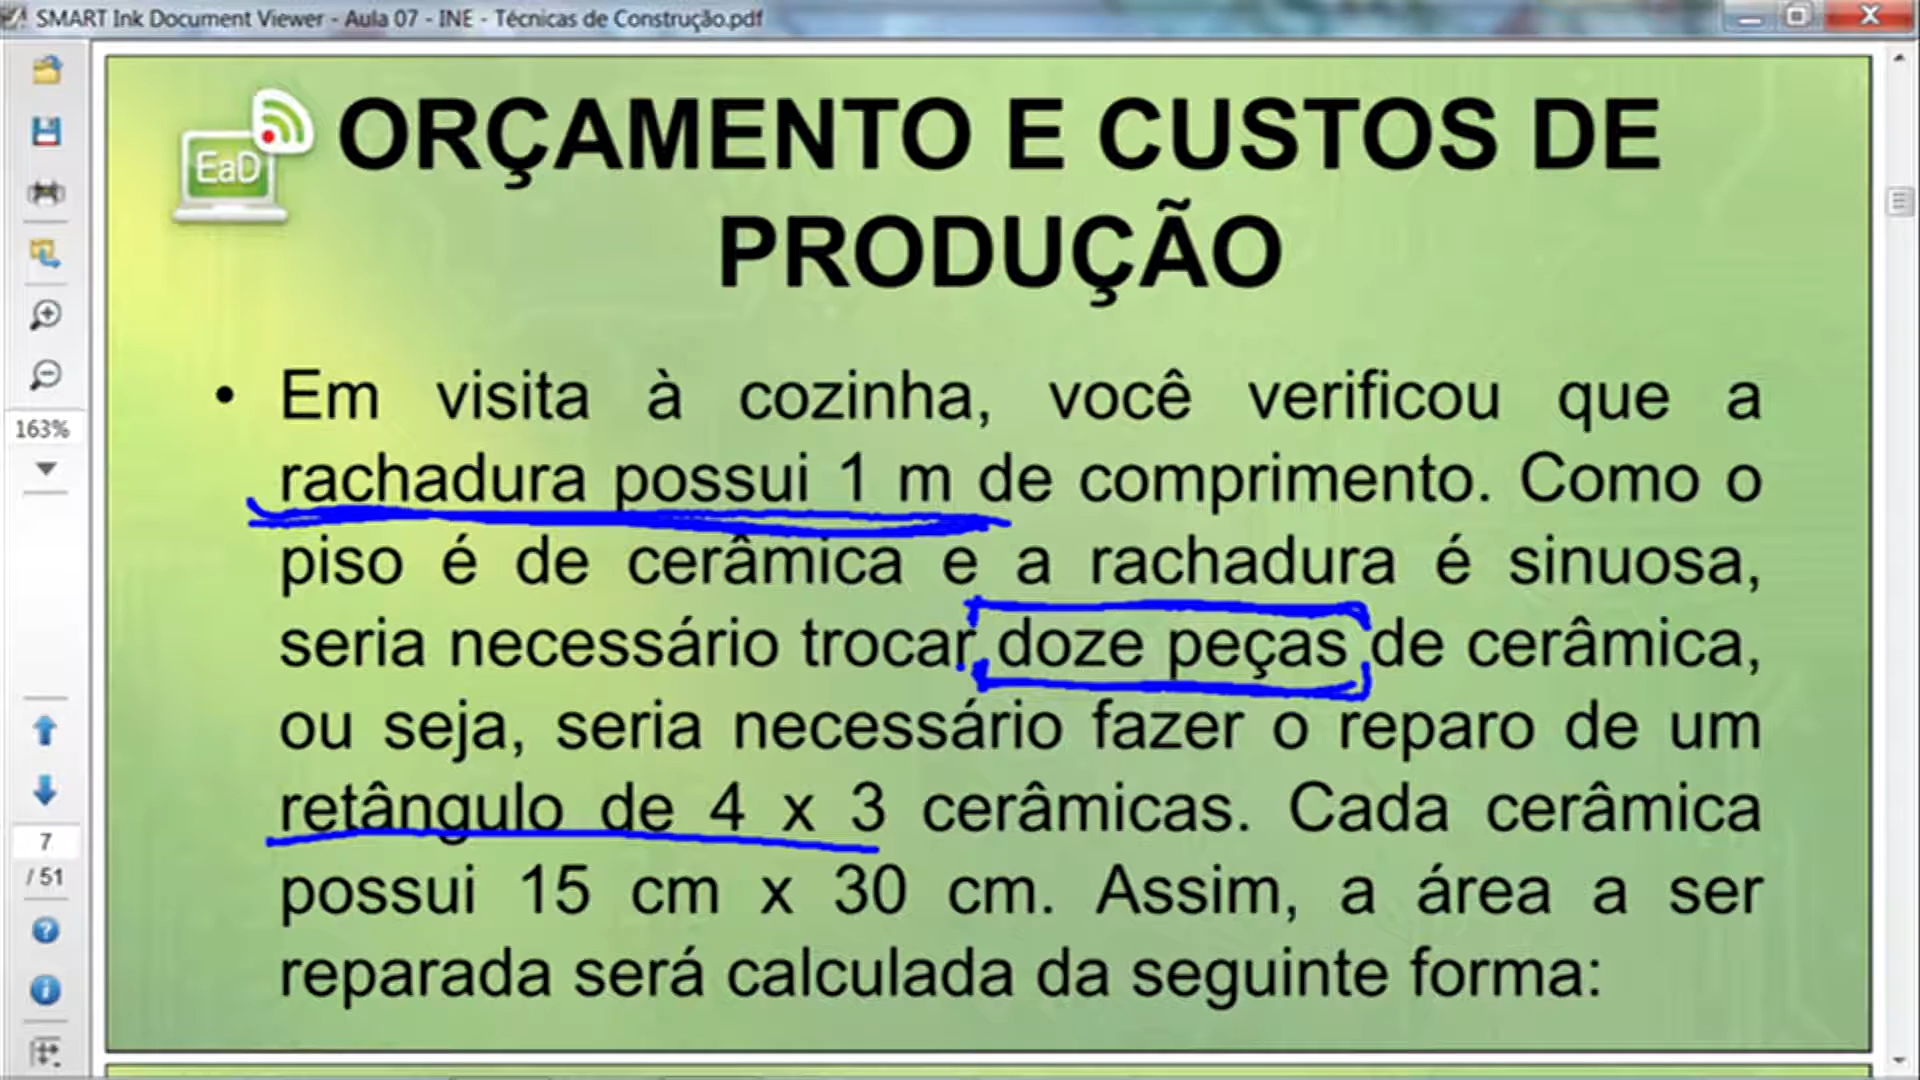 SMART Ink Document Viewer - Aula 07 - INE - Técnicas de Construção.pdf
EaD
ORÇAMENTO E CUSTOS DE
PRODUÇÃO
• Em visita à cozinha, você verificou que a
rachadura possui 1 m de comprimento. Como o
piso é de cerâmica e a rachadura é sinuosa,
seria necessário trocar doze peças de cerâmica,
ou seja, seria necessário fazer o reparo de um
retângulo de 4 x 3 cerâmicas. Cada cerâmica
possui 15 cm x 30 cm. Assim, a área a ser
reparada será calculada da seguinte forma:
163%
7
/ 51